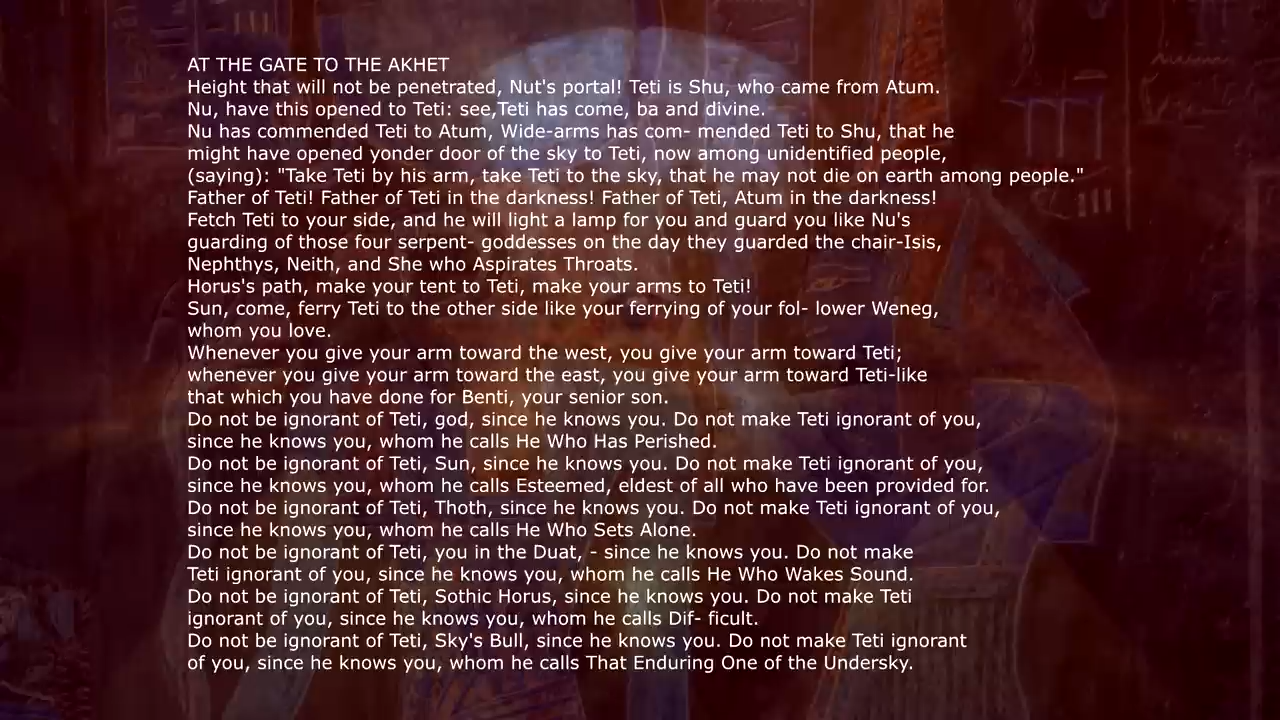 AT THE GATE TO THE AKHET
Height that will not be penetrated, Nut's portal! Teti is Shu, who came from Atum.
Nu, have this opened to Teti: see,Teti has come, ba and divine.
Nu has commended Teti to Atum, Wide-arms has com- mended Teti to Shu, that he
might have opened yonder door of the sky to Teti, now among unidentified people,
(saying): "Take Teti by his arm, take Teti to the sky, that he may not die on earth among people."
Father of Teti! Father of Teti in the darkness! Father of Teti, Atum in the darkness!
Fetch Teti to your side, and he will light a lamp for you and guard you like Nu's
guarding of those four serpent- goddesses on the day they guarded the chair-Isis,
Nephthys, Neith, and She who Aspirates Throats.
Horus's path, make your tent to Teti, make your arms to Teti!
Sun, come, ferry Teti to the other side like your ferrying of your fol- lower Weneg,
whom you love.
Whenever you give your arm toward the west, you give your arm toward Teti;
whenever you give your arm toward the east, you give your arm toward Teti-like
that which you have done for Benti, your senior son.
Do not be ignorant of Teti, god, since he knows you. Do not make Teti ignorant of you,
since he knows you, whom he calls He Who Has Perished.
Do not be ignorant of Teti, Sun, since he knows you. Do not make Teti ignorant of you,
since he knows you, whom he calls Esteemed, eldest of all who have been provided for.
Do not be ignorant of Teti, Thoth, since he knows you. Do not make Teti ignorant of you,
since he knows you, whom he calls He Who Sets Alone.
Do not be ignorant of Teti, you in the Duat, - since he knows you. Do not make
Teti ignorant of you, since he knows you, whom he calls He Who Wakes Sound.
Do not be ignorant of Teti, Sothic Horus, since he knows you. Do not make Teti
ignorant of you, since he knows you, whom he calls Dif- ficult.
Do not be ignorant of Teti, Sky's Bull, since he knows you. Do not make Teti ignorant
of you, since he knows you, whom he calls That Enduring One of the Undersky.